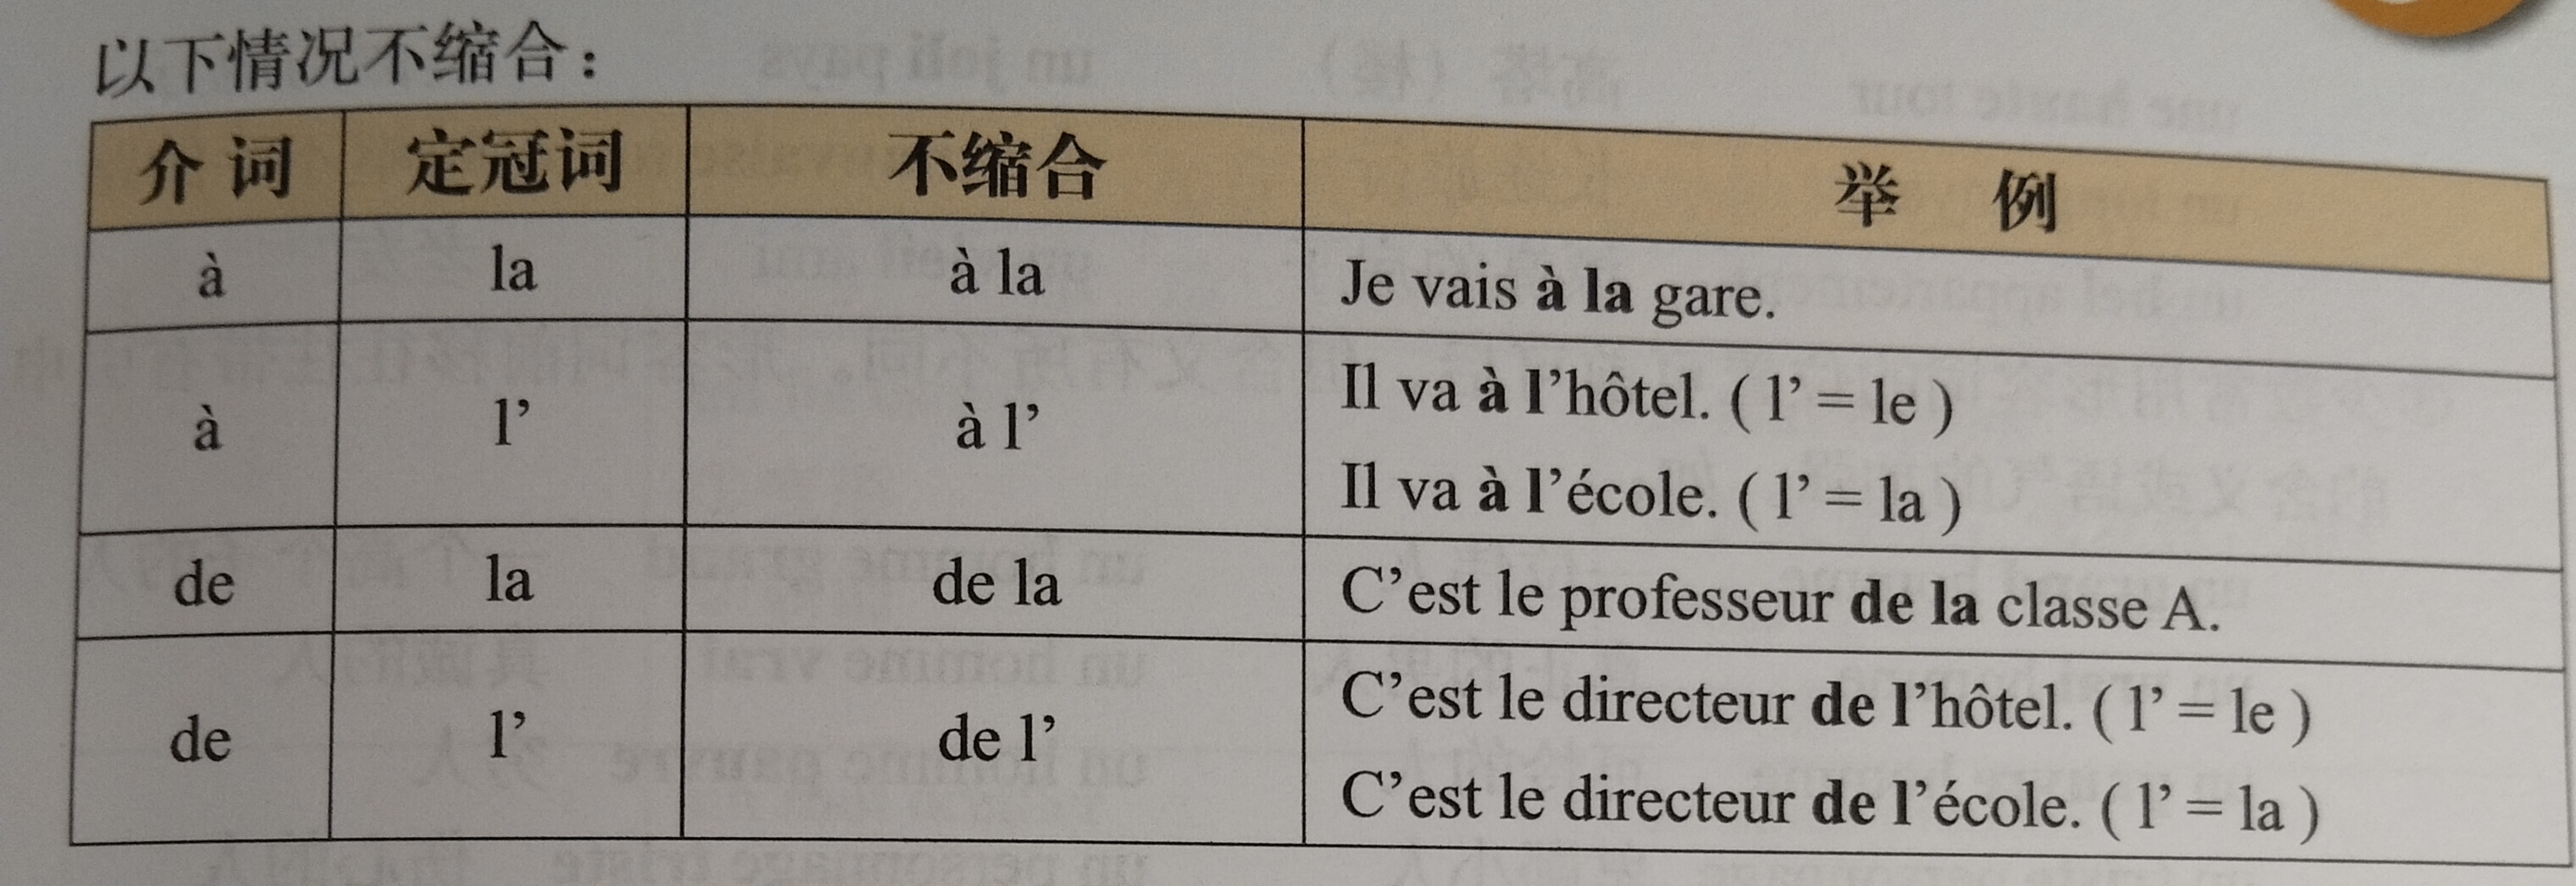 以下情况不缩合：
介词 定冠词 不缩合 举例
à la à la Je vais à la gare.
à l’ à l’ Il va à l’hôtel. ( l’ = le )
Il va à l’école. ( l’ = la )
de la de la C’est le professeur de la classe A.
de l’ de l’ C’est le directeur de l’hôtel. ( l’ = le )
C’est le directeur de l’école. ( l’ = la )